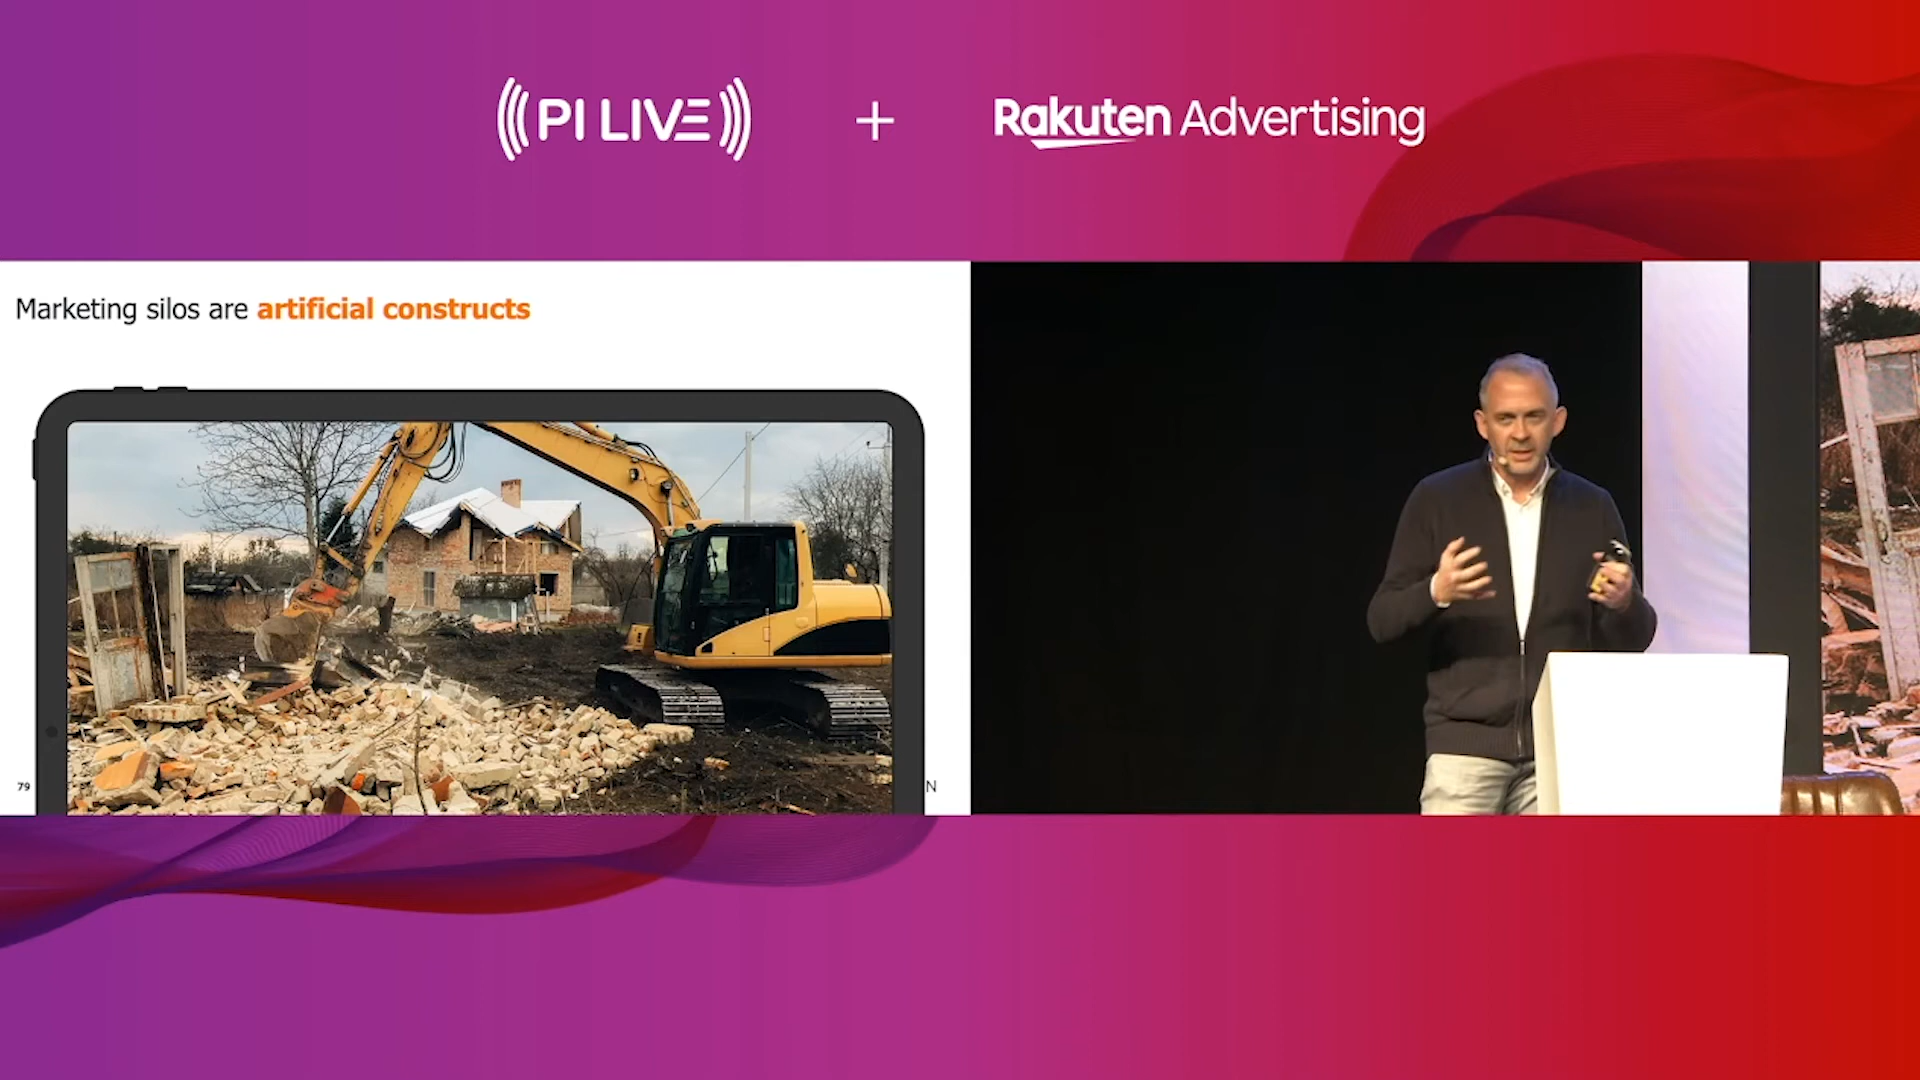 PI LIVE + Rakuten Advertising
Marketing silos are artificial constructs
79
N